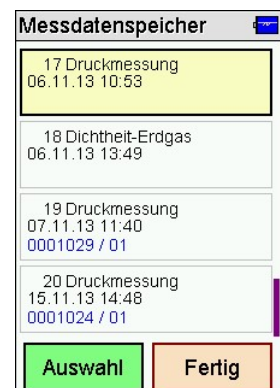 Messdatenspeicher
17 Druckmessung
06.11.13 10:53
18 Dichtheit-Erdgas
06.11.13 13:49
19 Druckmessung
07.11.13 11:40
0001029 / 01
20 Druckmessung
15.11.13 14:48
0001024 / 01
Auswahl Fertig